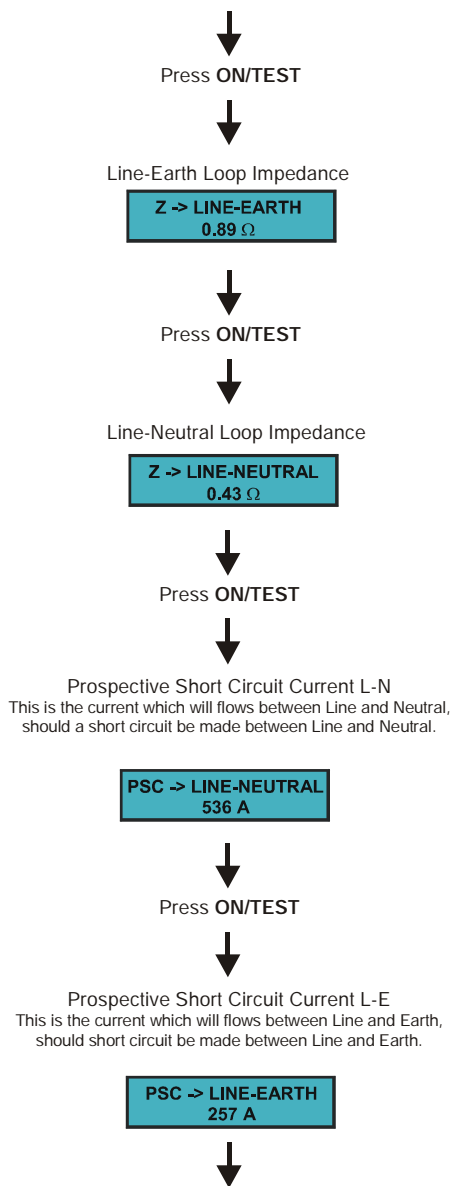 Press ON/TEST
Line-Earth Loop Impedance
Z -> LINE-EARTH
0.89 Ω
Press ON/TEST
Line-Neutral Loop Impedance
Z -> LINE-NEUTRAL
0.43 Ω
Press ON/TEST
Prospective Short Circuit Current L-N
This is the current which will flows between Line and Neutral,
should a short circuit be made between Line and Neutral.
PSC -> LINE-NEUTRAL
536 A
Press ON/TEST
Prospective Short Circuit Current L-E
This is the current which will flows between Line and Earth,
should short circuit be made between Line and Earth.
PSC -> LINE-EARTH
257 A